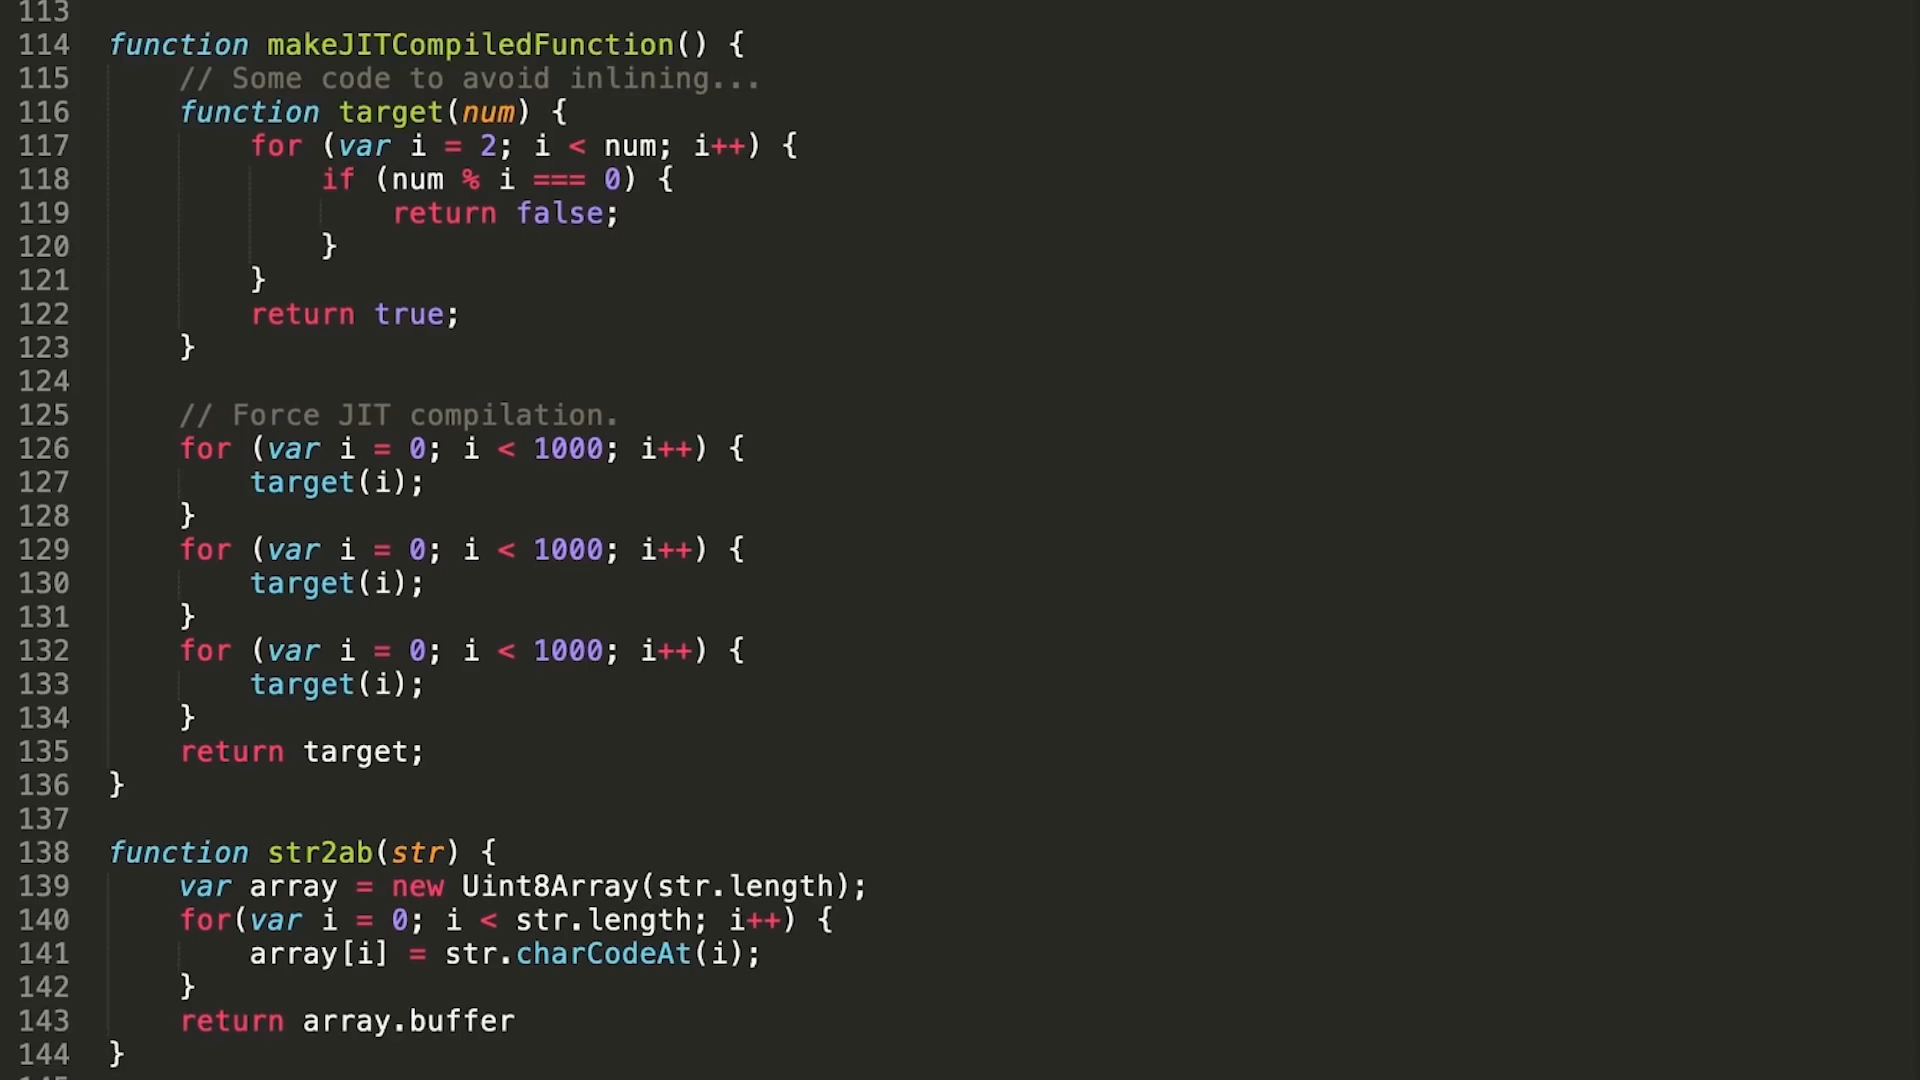 113
114 function makeJITCompiledFunction() {
115     // Some code to avoid inlining...
116     function target(num) {
117         for (var i = 2; i < num; i++) {
118             if (num % i === 0) {
119                 return false;
120             }
121         }
122         return true;
123     }
124
125     // Force JIT compilation.
126     for (var i = 0; i < 1000; i++) {
127         target(i);
128     }
129     for (var i = 0; i < 1000; i++) {
130         target(i);
131     }
132     for (var i = 0; i < 1000; i++) {
133         target(i);
134     }
135     return target;
136 }
137
138 function str2ab(str) {
139     var array = new Uint8Array(str.length);
140     for(var i = 0; i < str.length; i++) {
141         array[i] = str.charCodeAt(i);
142     }
143     return array.buffer
144 }